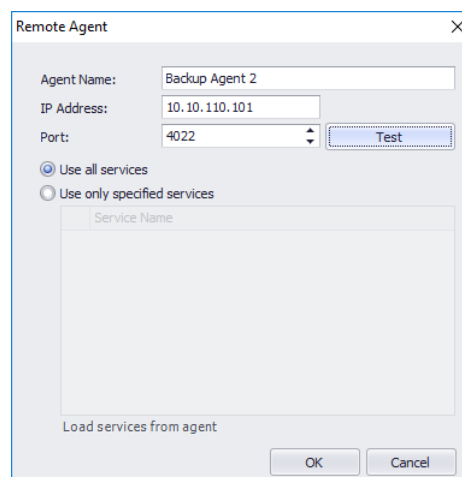 Remote Agent
Agent Name: Backup Agent 2
IP Address: 10.10.110.101
Port: 4022 Test
Use all services
Use only specified services
Service Name
Load services from agent
OK Cancel